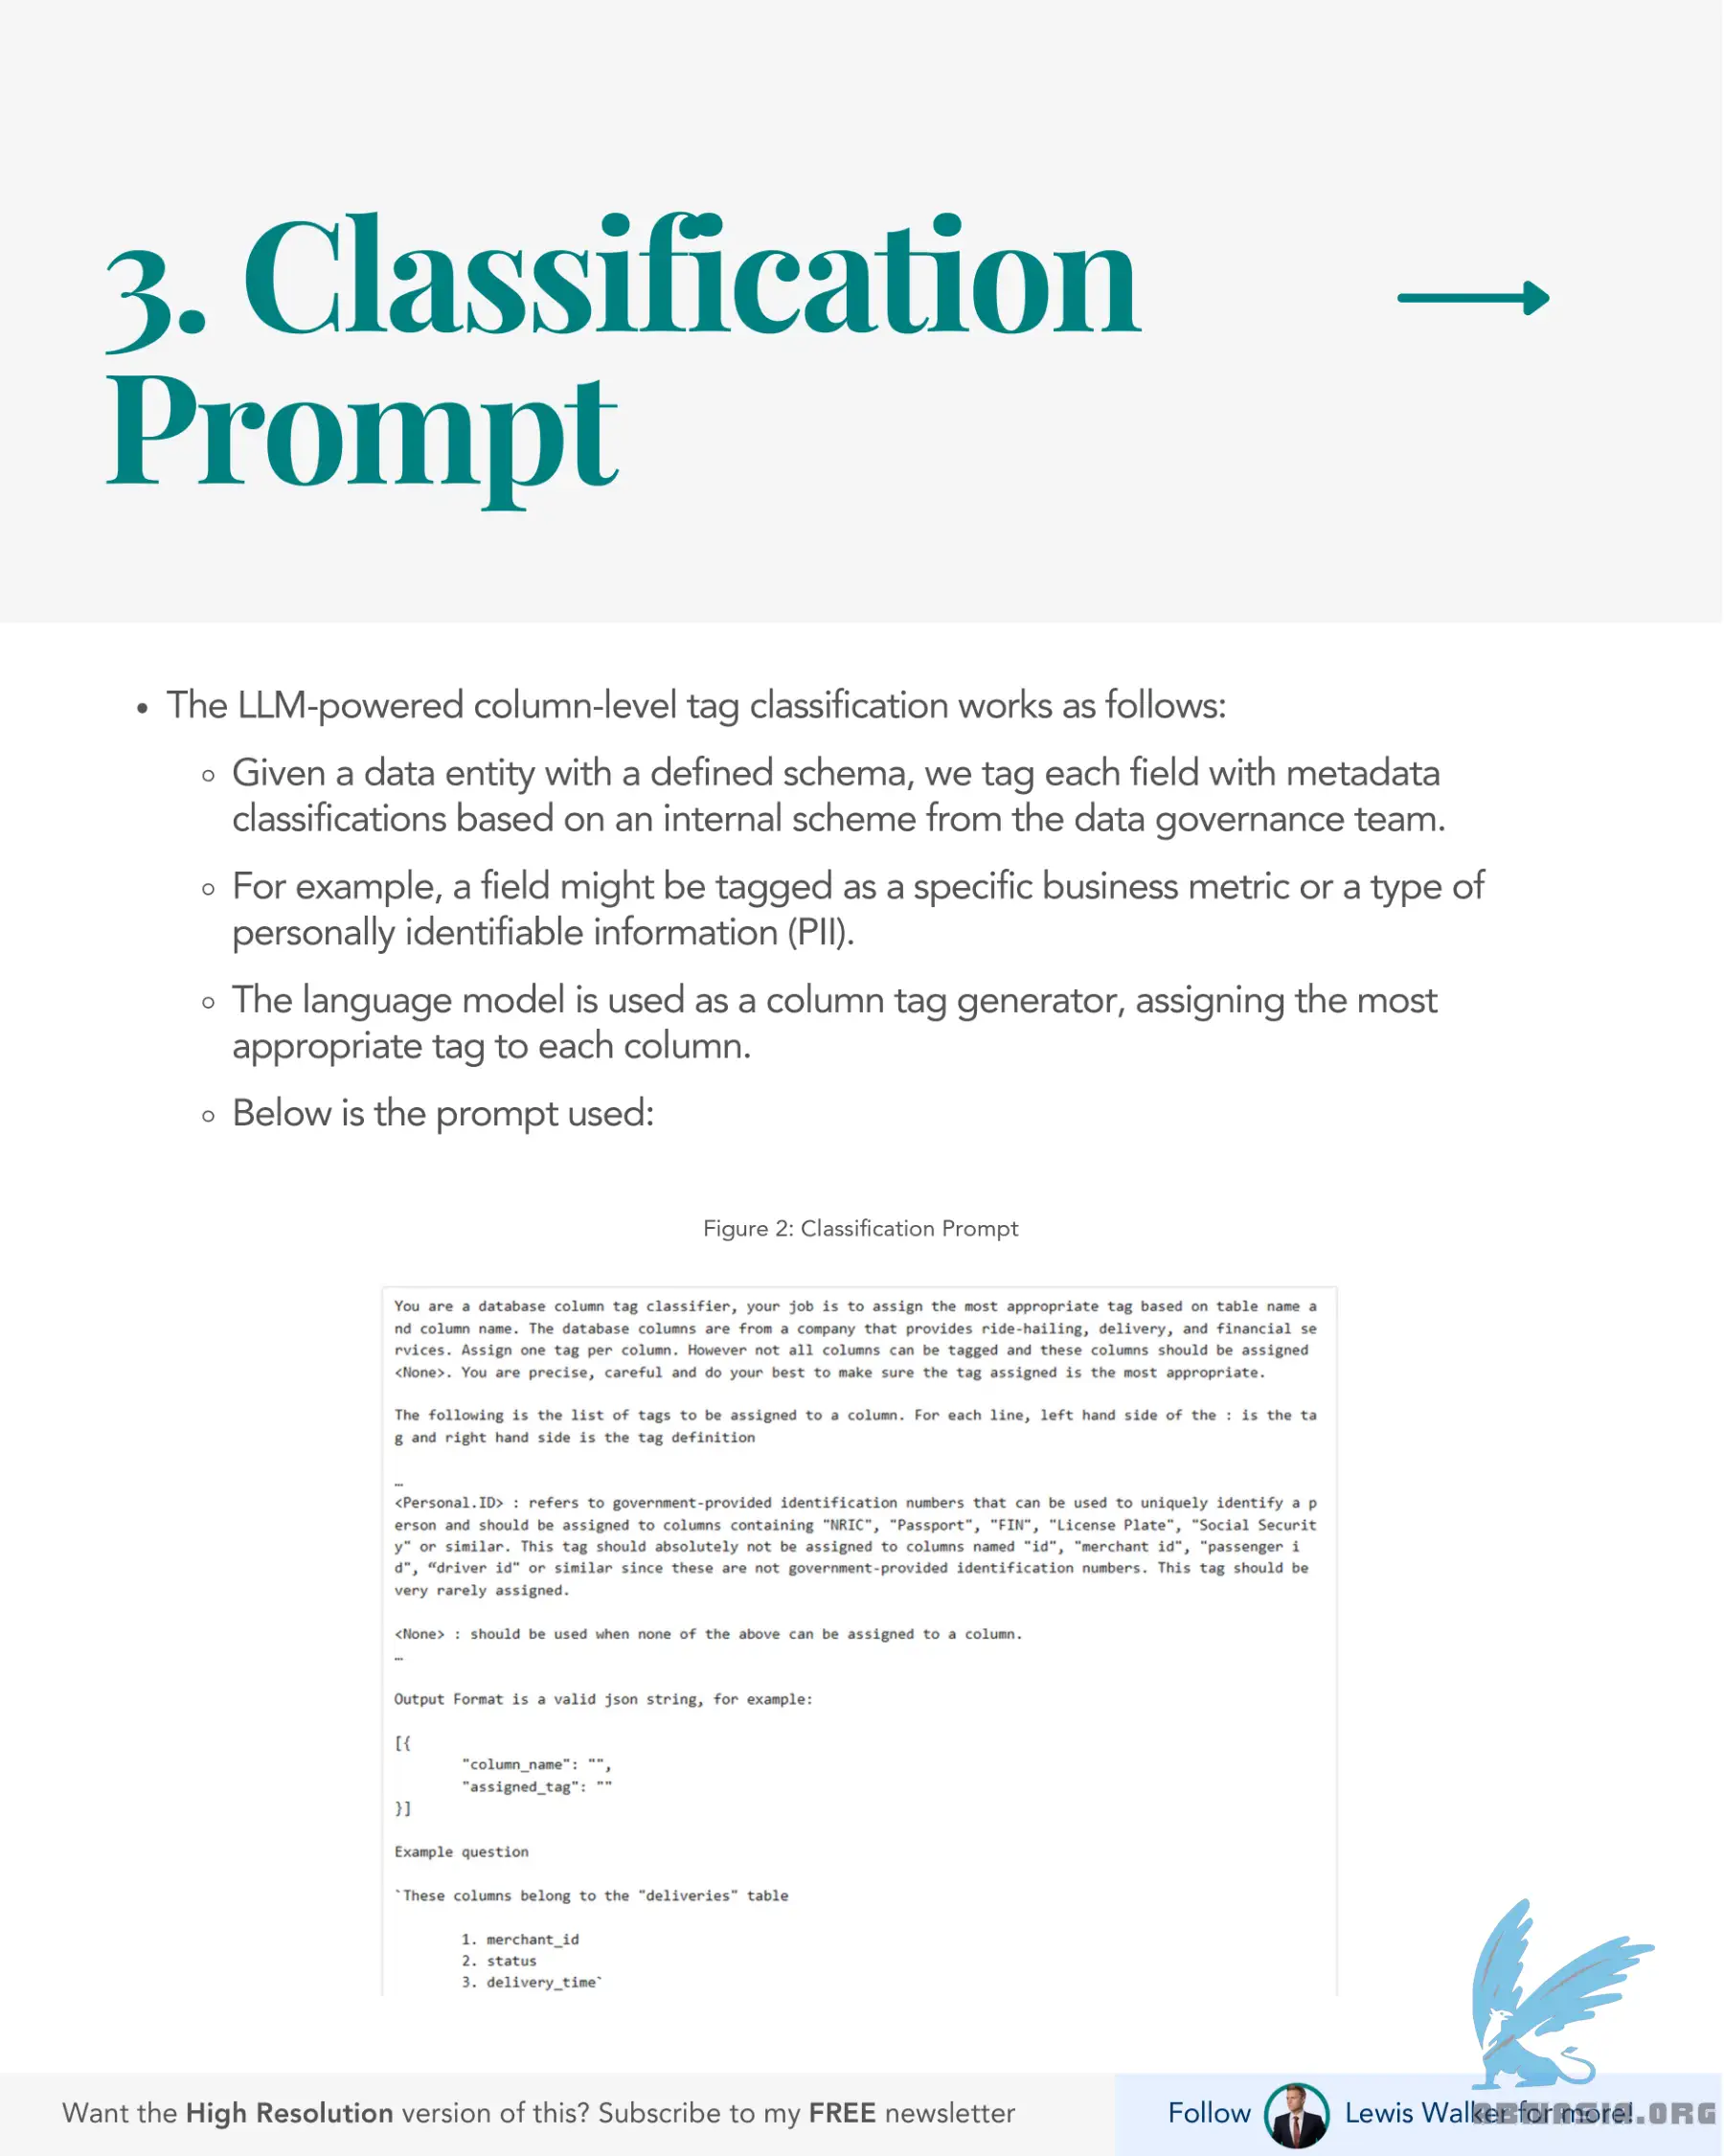 3. Classification
Prompt
• The LLM-powered column-level tag classification works as follows:
◦ Given a data entity with a defined schema, we tag each field with metadata
classifications based on an internal scheme from the data governance team.
◦ For example, a field might be tagged as a specific business metric or a type of
personally identifiable information (PII).
◦ The language model is used as a column tag generator, assigning the most
appropriate tag to each column.
◦ Below is the prompt used:
Figure 2: Classification Prompt
You are a database column tag classifier, your job is to assign the most appropriate tag based on table name a
nd column name. The database columns are from a company that provides ride-hailing, delivery, and financial se
rvices. Assign one tag per column. However not all columns can be tagged and these columns should be assigned
<None>. You are precise, careful and do your best to make sure the tag assigned is the most appropriate.
The following is the list of tags to be assigned to a column. For each line, left hand side of the : is the ta
g and right hand side is the tag definition
…
<Personal.ID> : refers to government-provided identification numbers that can be used to uniquely identify a p
erson and should be assigned to columns containing "NRIC", "Passport", "FIN", "License Plate", "Social Securit
y" or similar. This tag should absolutely not be assigned to columns named "id", "merchant id", "passenger i
d", “driver id" or similar since these are not government-provided identification numbers. This tag should be
very rarely assigned.
<None> : should be used when none of the above can be assigned to a column.
…
Output Format is a valid json string, for example:
[{
"column_name": "",
"assigned_tag": ""
}]
Example question
`These columns belong to the "deliveries" table
1. merchant_id
2. status
3. delivery_time`
Want the High Resolution version of this? Subscribe to my FREE newsletter
Follow Lewis Walker for more!
.ORG